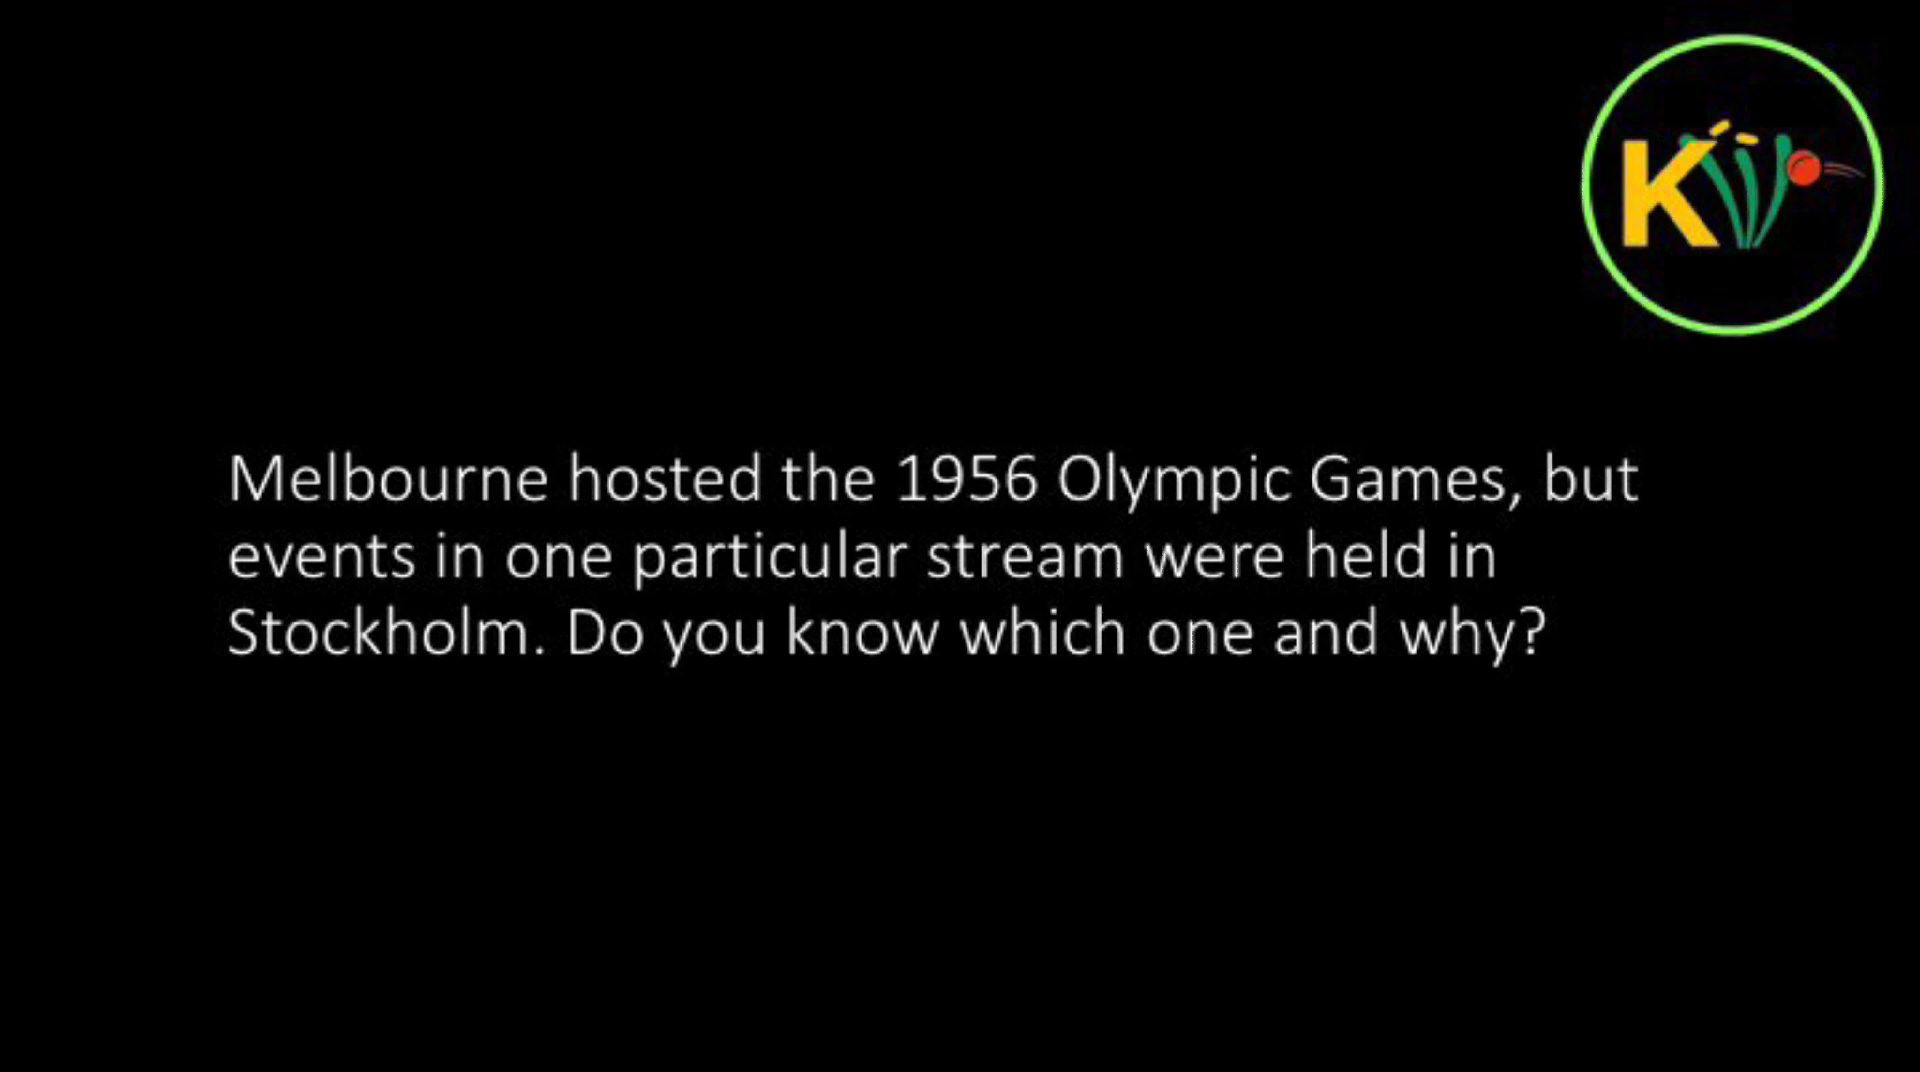 KW
Melbourne hosted the 1956 Olympic Games, but
events in one particular stream were held in
Stockholm. Do you know which one and why?